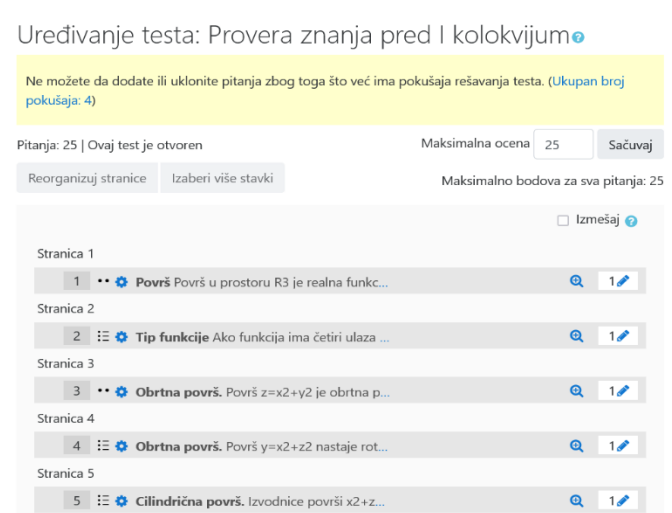 Uređivanje testa: Provera znanja pred I kolokvijum
Ne možete da dodate ili uklonite pitanja zbog toga što već ima pokušaja rešavanja testa. (Ukupan broj
pokušaja: 4)
Pitanja: 25 | Ovaj test je otvoren
Maksimalna ocena 25 Sačuvaj
Reorganizuj stranice Izaberi više stavki
Maksimalno bodova za sva pitanja: 25
Izmešaj
Stranica 1
1 Površ Površ u prostoru R3 je realna funkc... 1
Stranica 2
2 Tip funkcije Ako funkcija ima četiri ulaza ... 1
Stranica 3
3 Obrtna površ. Površ z=x2+y2 je obrtna p... 1
Stranica 4
4 Obrtna površ. Površ y=x2+z2 nastaje rot... 1
Stranica 5
5 Cilindrična površ. Izvodnice površi x2+z... 1